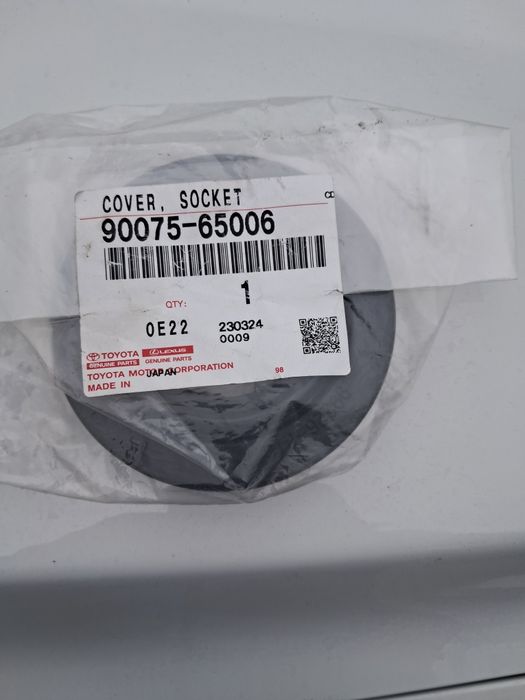 COVER, SOCKET
90075-65006
QTY: 1
0E22 230324
0009
TOYOTA LEXUS
GENUINE PARTS GENUINE PARTS
TOYOTA MOTOR CORPORATION 98
MADE IN JAPAN